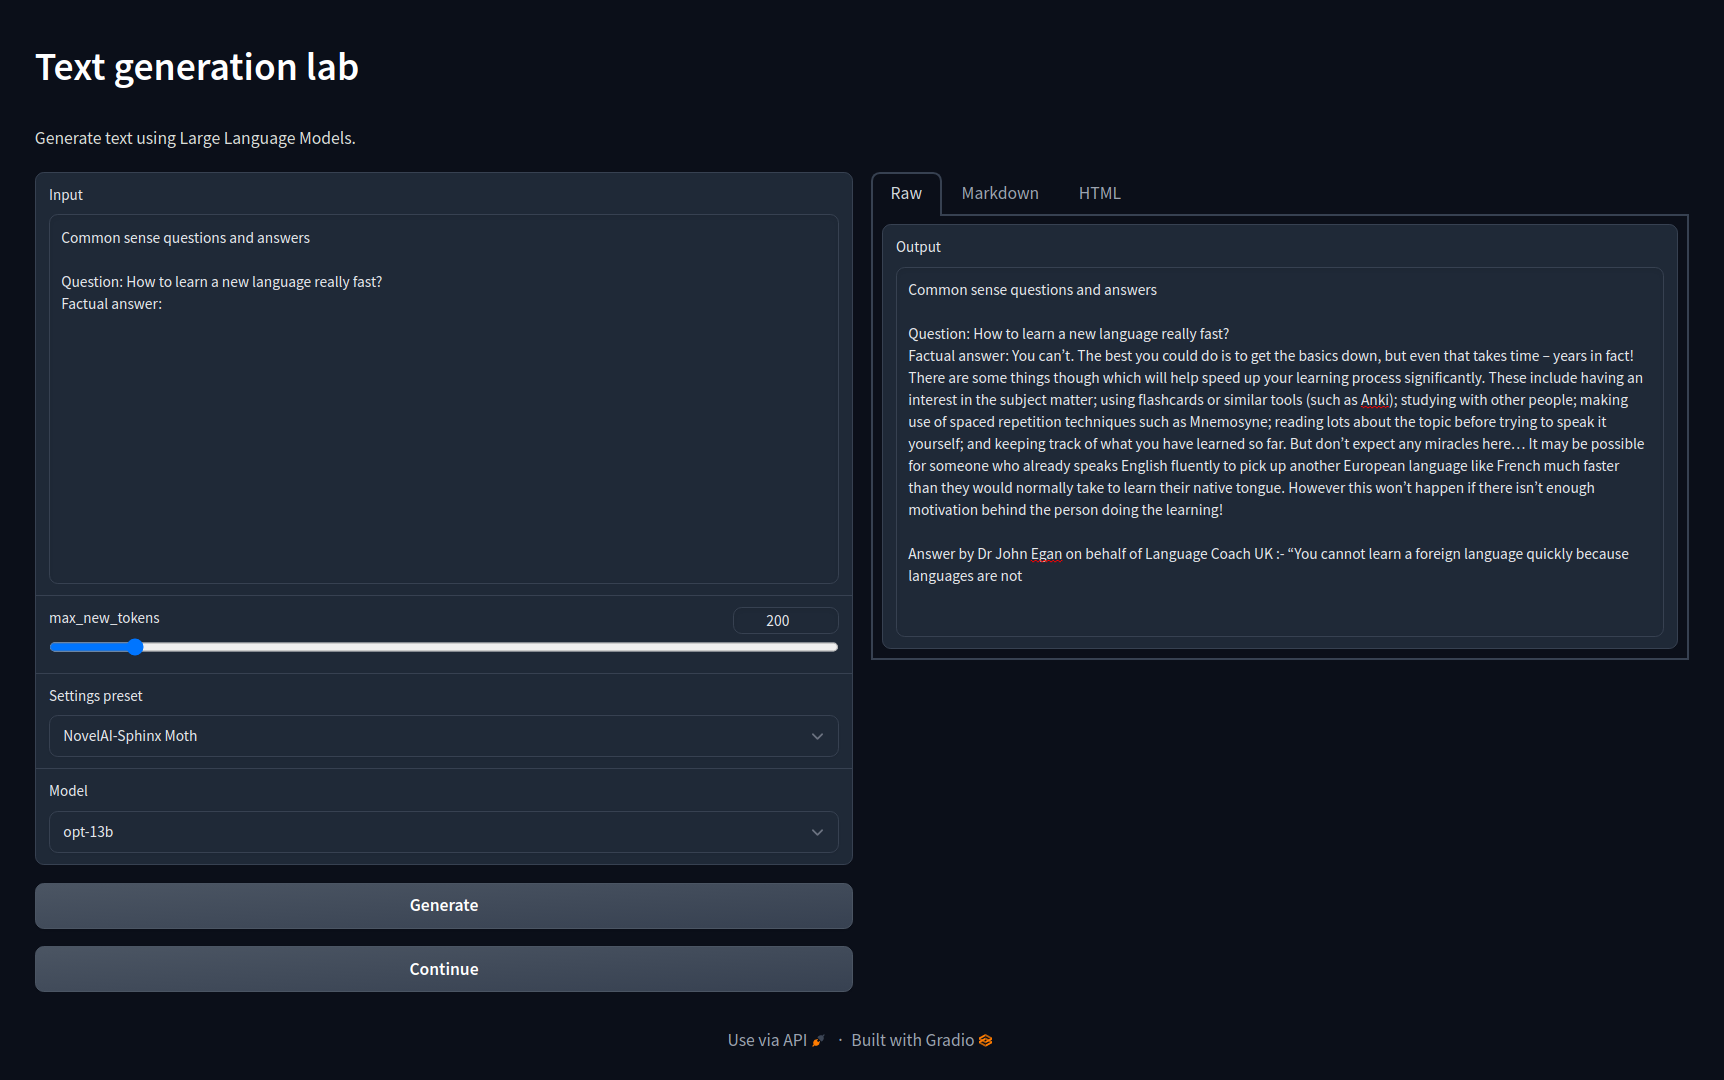 Text generation lab
Generate text using Large Language Models.
Input
Common sense questions and answers
Question: How to learn a new language really fast?
Factual answer:
max_new_tokens
200
Settings preset
NovelAI-Sphinx Moth
Model
opt-13b
Generate
Continue
Raw
Markdown
HTML
Output
Common sense questions and answers
Question: How to learn a new language really fast?
Factual answer: You can’t. The best you could do is to get the basics down, but even that takes time – years in fact!
There are some things though which will help speed up your learning process significantly. These include having an
interest in the subject matter; using flashcards or similar tools (such as Anki); studying with other people; making
use of spaced repetition techniques such as Mnemosyne; reading lots about the topic before trying to speak it
yourself; and keeping track of what you have learned so far. But don’t expect any miracles here… It may be possible
for someone who already speaks English fluently to pick up another European language like French much faster
than they would normally take to learn their native tongue. However this won’t happen if there isn’t enough
motivation behind the person doing the learning!
Answer by Dr John Egan on behalf of Language Coach UK :- “You cannot learn a foreign language quickly because
languages are not
Use via API · Built with Gradio